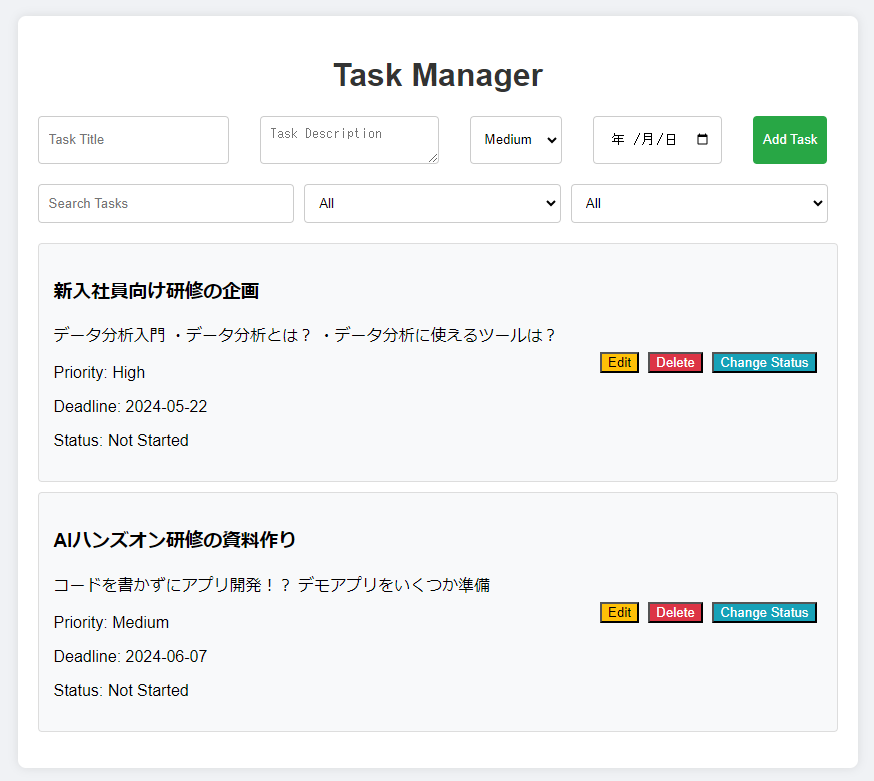 Task Manager
Task Title
Task Description
Medium
年 /月/日
Add Task
Search Tasks
All
All
新入社員向け研修の企画
データ分析入門 ・データ分析とは？ ・データ分析に使えるツールは？
Priority: High
Deadline: 2024-05-22
Status: Not Started
Edit
Delete
Change Status
AIハンズオン研修の資料作り
コードを書かずにアプリ開発！？ デモアプリをいくつか準備
Priority: Medium
Deadline: 2024-06-07
Status: Not Started
Edit
Delete
Change Status